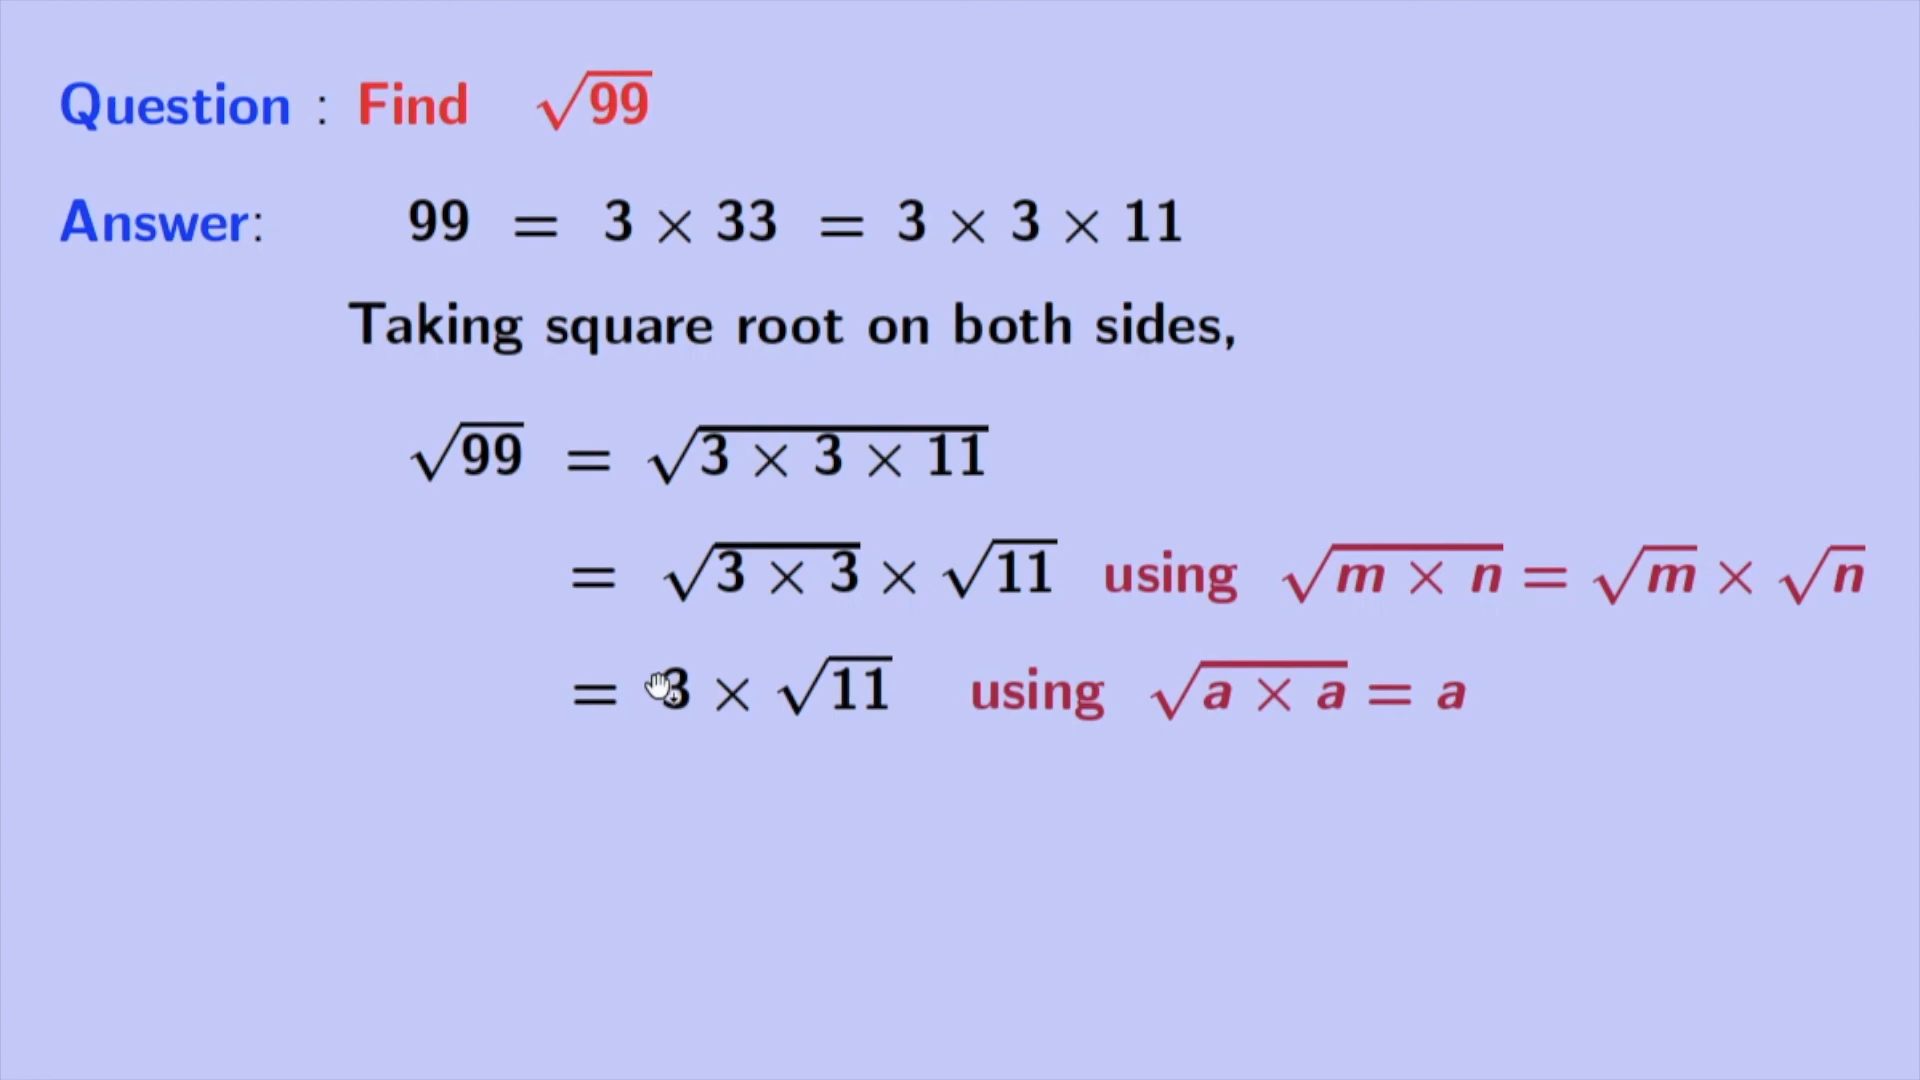 Question : Find √99
Answer: 99 = 3 × 33 = 3 × 3 × 11
Taking square root on both sides,
√99 = √(3 × 3 × 11)
= √(3 × 3) × √11 using √(m × n) = √m × √n
= 3 × √11 using √(a × a) = a